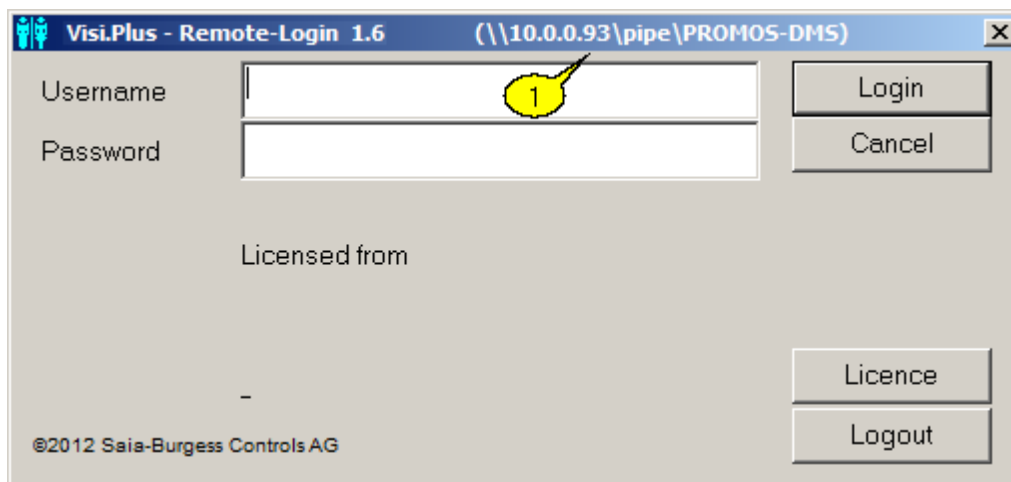 Visi.Plus - Remote-Login 1.6 (\\10.0.0.93\pipe\PROMOS-DMS)
Username
1
Login
Password
Cancel
Licensed from
Licence
–
©2012 Saia-Burgess Controls AG
Logout